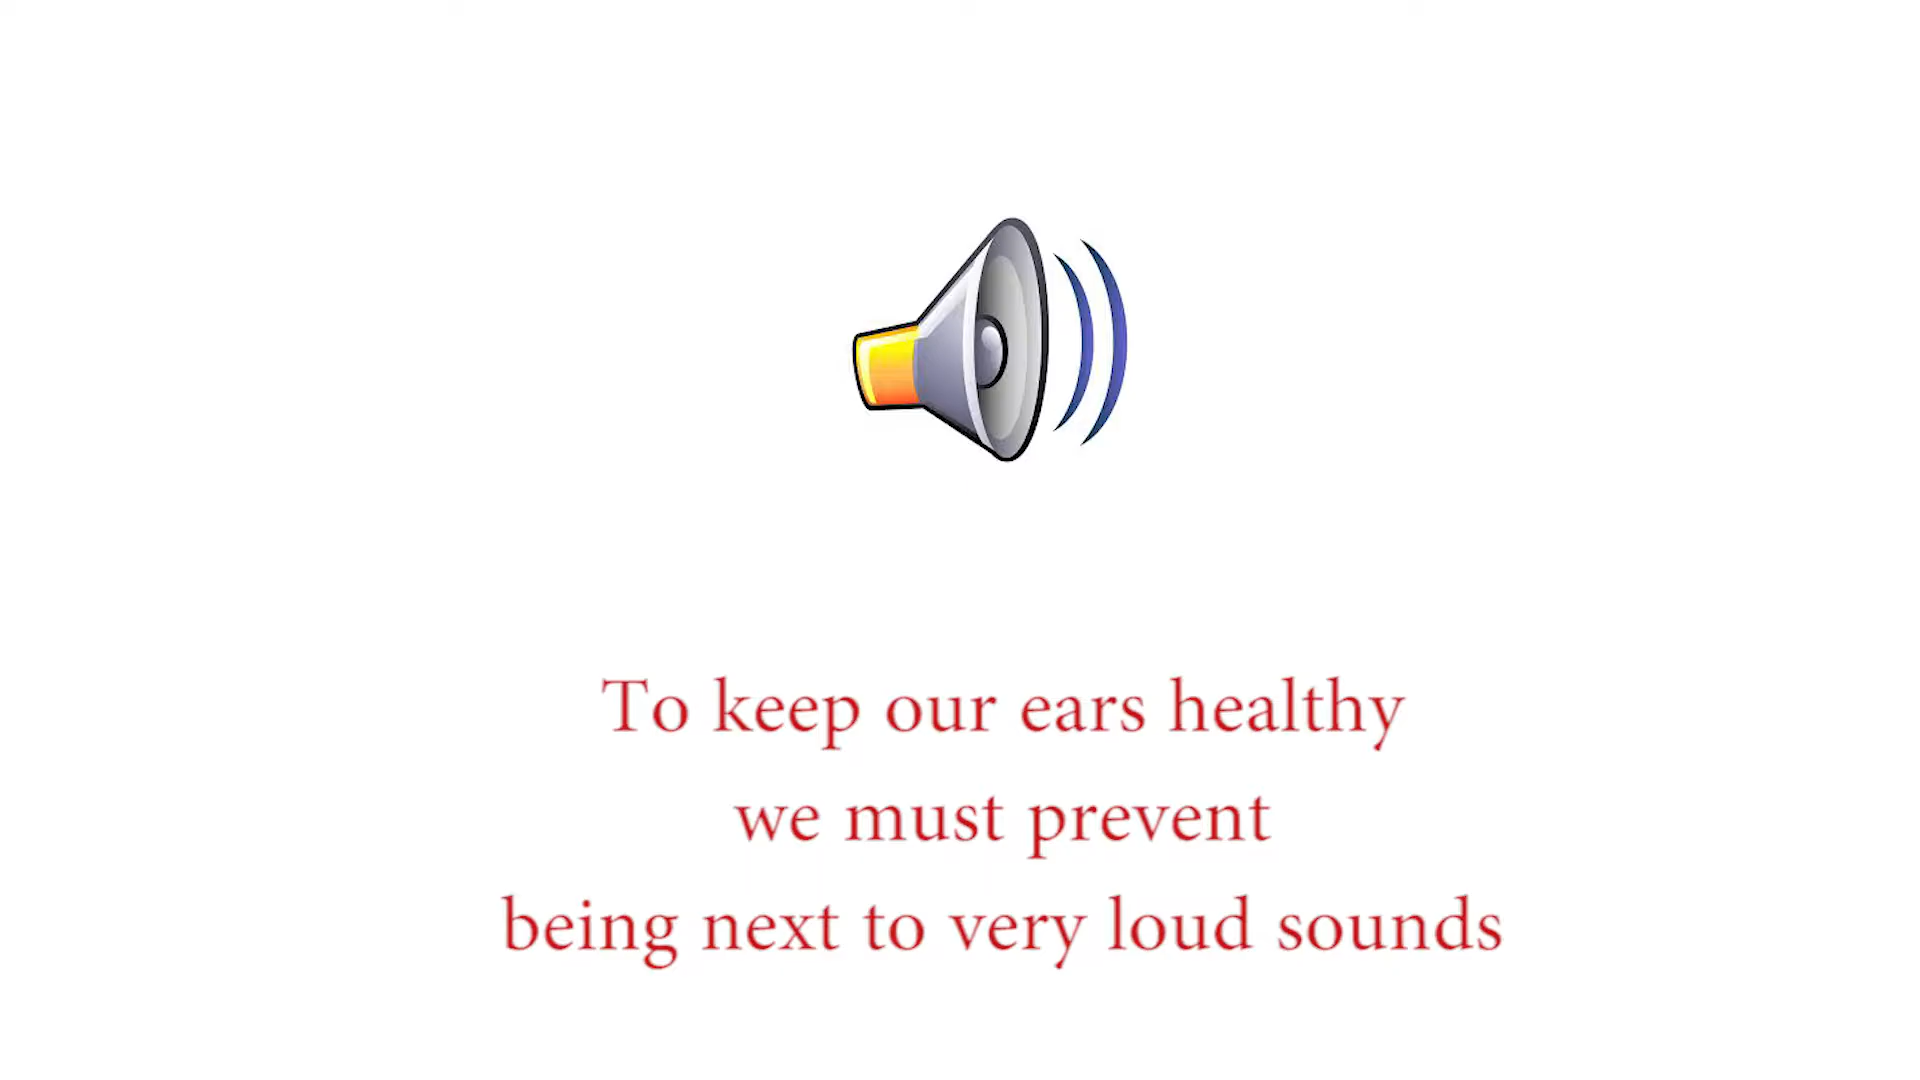 To keep our ears healthy
we must prevent
being next to very loud sounds